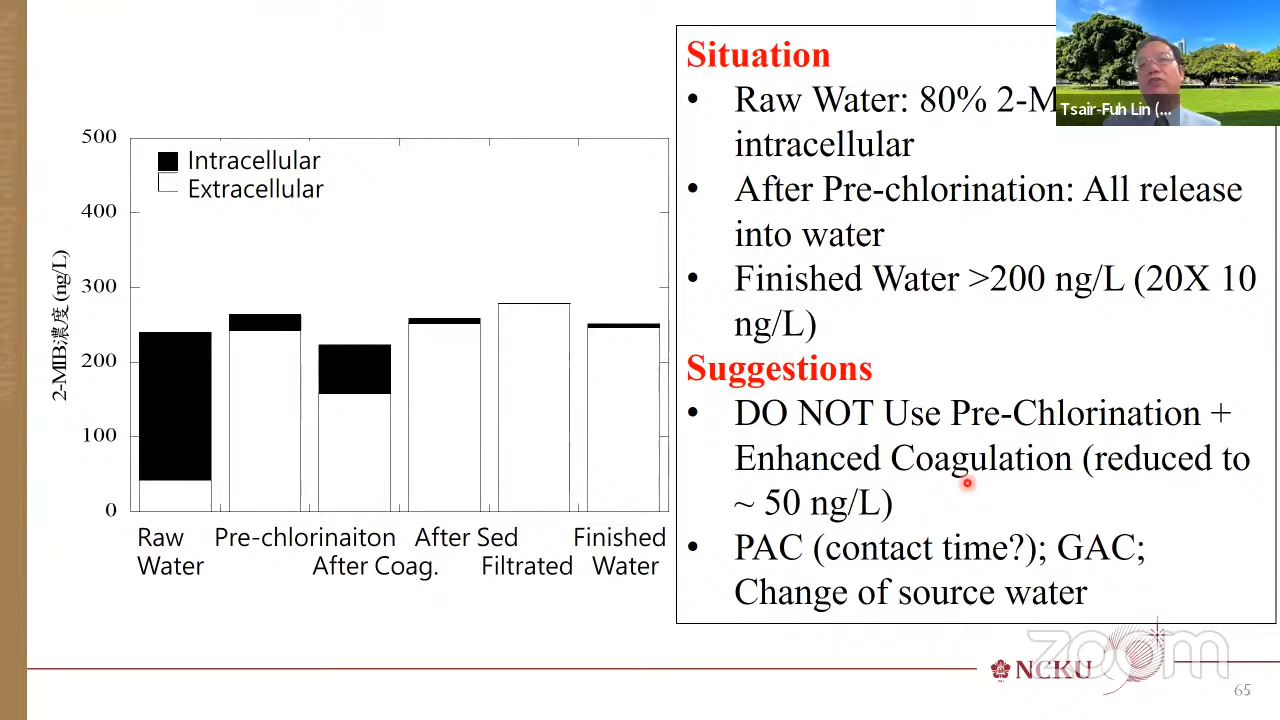 500
400
300
200
100
0
2-MIB濃度(ng/L)
Intracellular
Extracellular
Raw Water
Pre-chlorinaiton
After Coag.
After Sed
Filtrated
Finished Water
Situation
• Raw Water: 80% 2-M
intracellular
• After Pre-chlorination: All release
into water
• Finished Water >200 ng/L (20X 10
ng/L)
Suggestions
• DO NOT Use Pre-Chlorination +
Enhanced Coagulation (reduced to
~ 50 ng/L)
• PAC (contact time?); GAC;
Change of source water
Tsair-Fuh Lin (...
zoom
NCKU
65